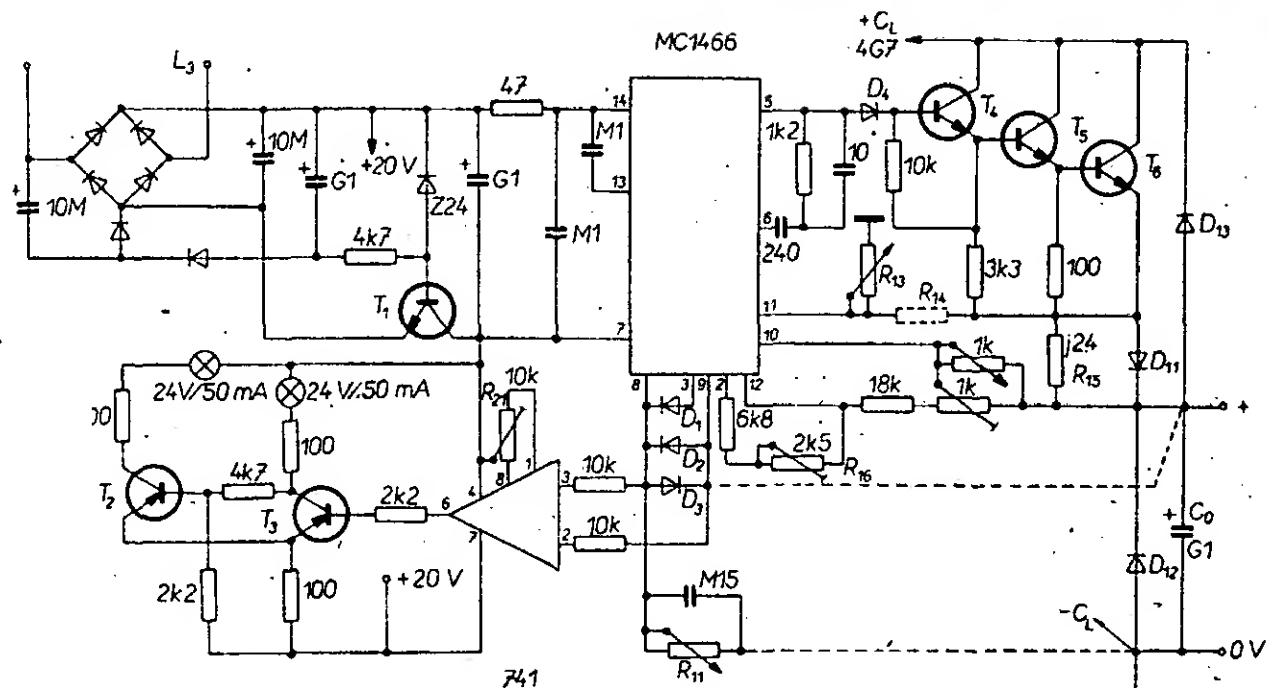 MC1466
+C_L
4G7
L_3
47
14
M1
13
+
10M
+
10M
+20 V
+
G1
+
G1
Z24
4k7
M1
T_1
7
5
D_4
1k2
10
10k
T_4
T_5
T_6
6
240
R_13
3k3
100
D_13
11
R_14
10
1k
j24
R_15
D_11
8
3
9
2
12
D_1
6k8
18k
1k
+
24V/50 mA
24 V/50 mA
R_21
10k
D_2
2k5
R_16
100
4k7
T_2
T_3
2k2
6
4
8
1
3
10k
D_3
7
2
10k
+
C_0
G1
2k2
100
+20 V
M15
D_12
-C_L
R_11
0 V
741